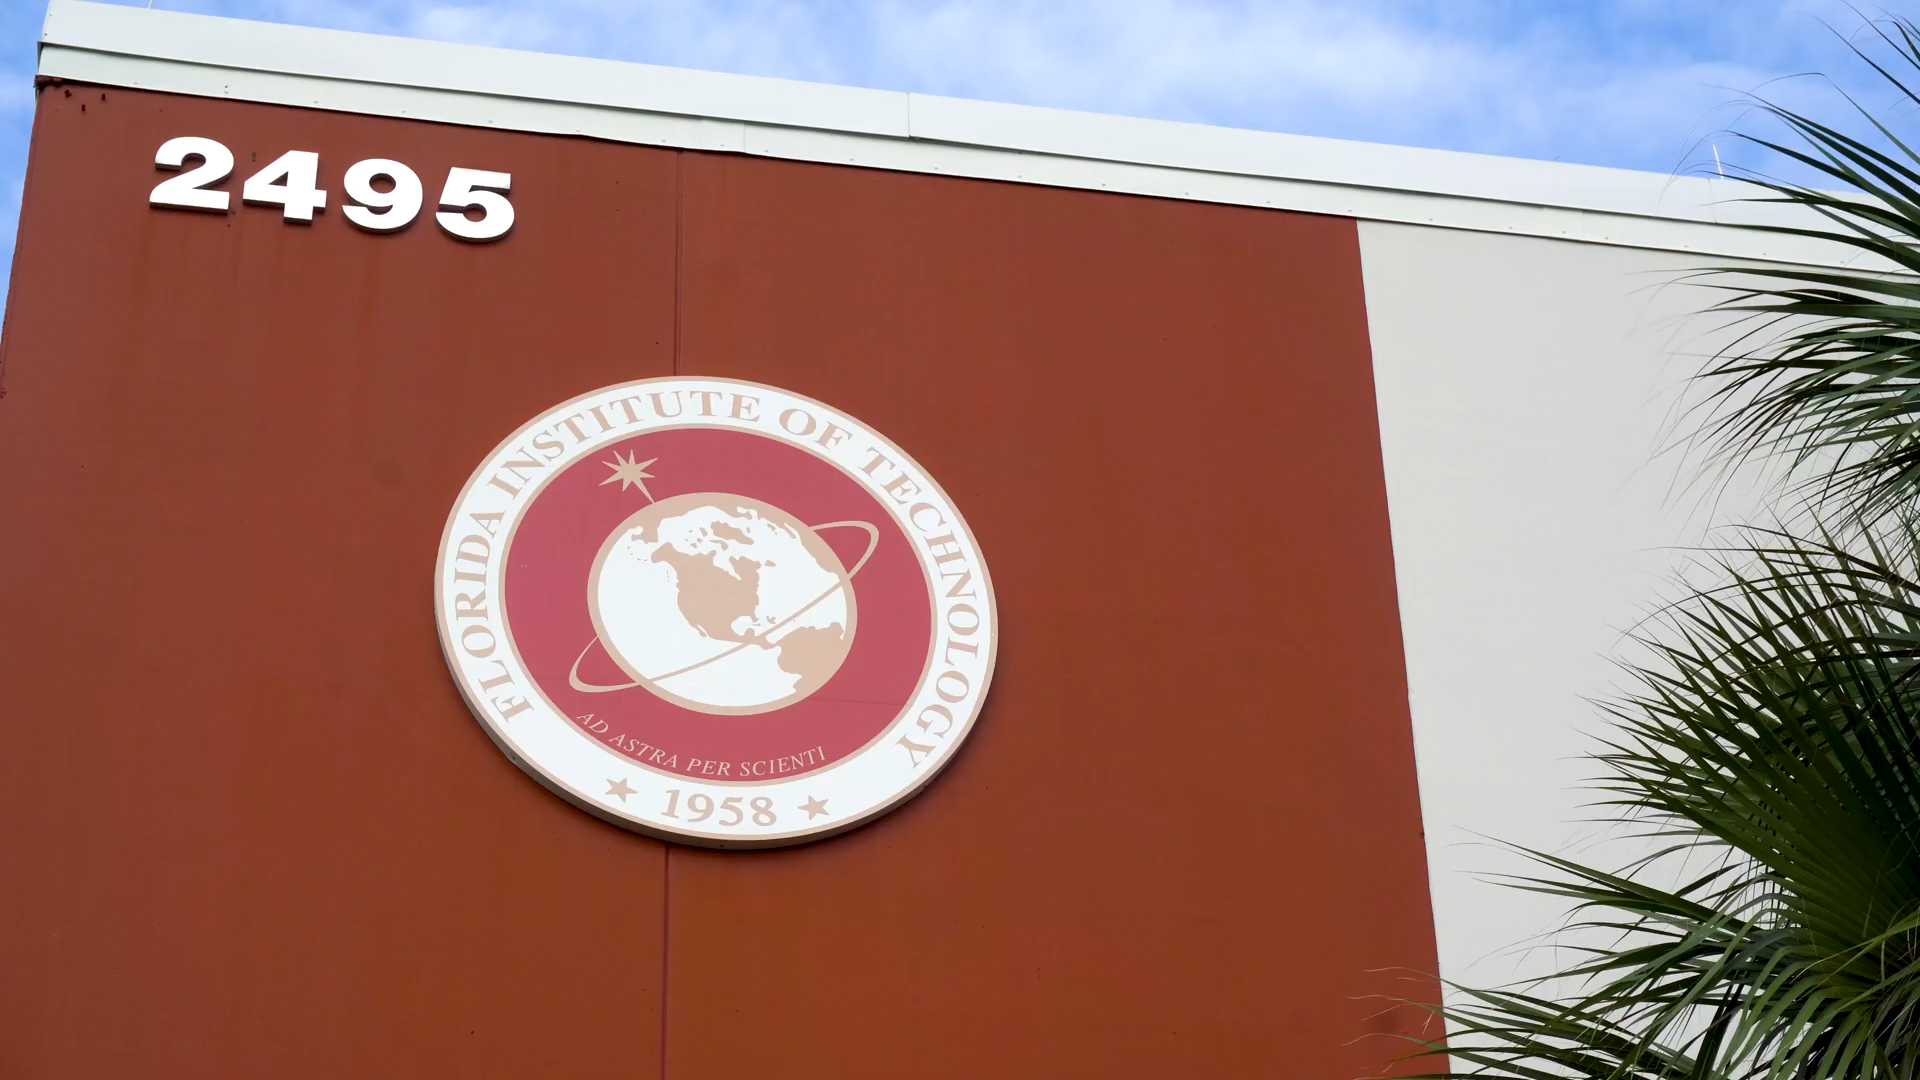 2495
FLORIDA INSTITUTE OF TECHNOLOGY
AD ASTRA PER SCIENTI
1958